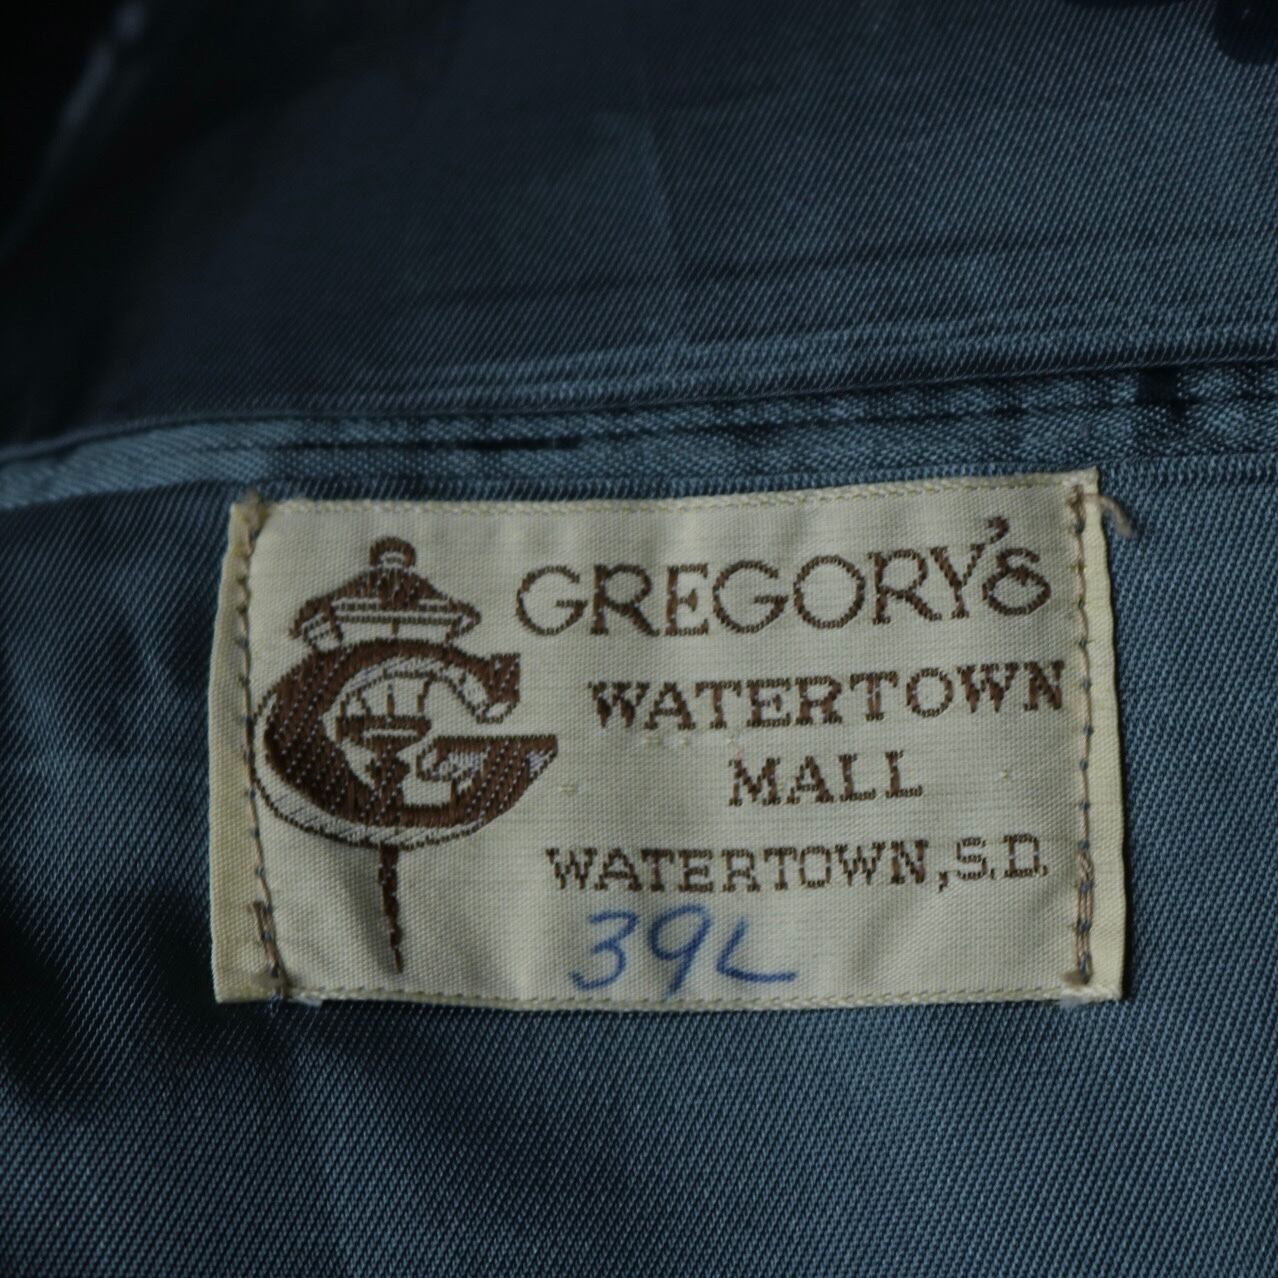 G
GREGORY'S
WATERTOWN
MALL
WATERTOWN, S.D.
39L